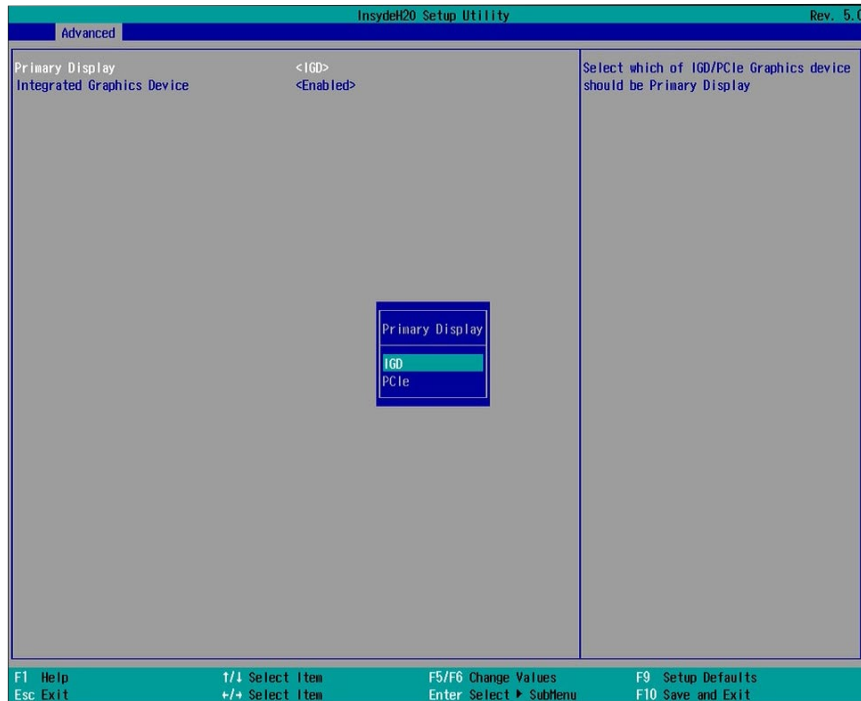 InsydeH20 Setup Utility Rev. 5.0
Advanced
Primary Display <IGD>
Integrated Graphics Device <Enabled>
Select which of IGD/PCIe Graphics device
should be Primary Display
Primary Display
IGD
PCIe
F1 Help ↑/↓ Select Item F5/F6 Change Values F9 Setup Defaults
Esc Exit ←/→ Select Item Enter Select ▶ SubMenu F10 Save and Exit